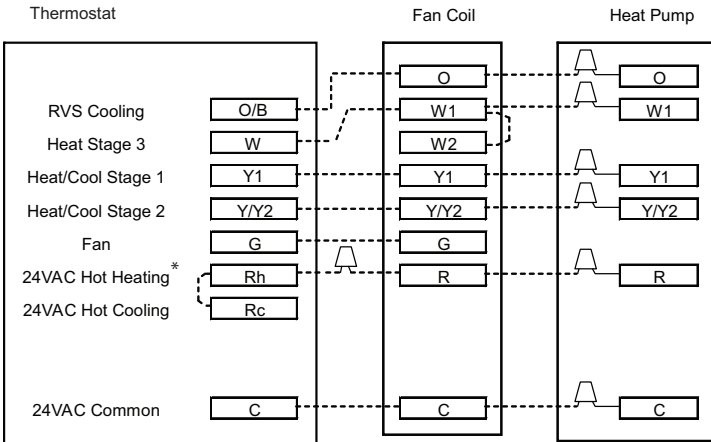 Thermostat Fan Coil Heat Pump
O O
RVS Cooling O/B W1 W1
Heat Stage 3 W W2
Heat/Cool Stage 1 Y1 Y1 Y1
Heat/Cool Stage 2 Y/Y2 Y/Y2 Y/Y2
Fan G G
24VAC Hot Heating* Rh R R
24VAC Hot Cooling Rc
24VAC Common C C C